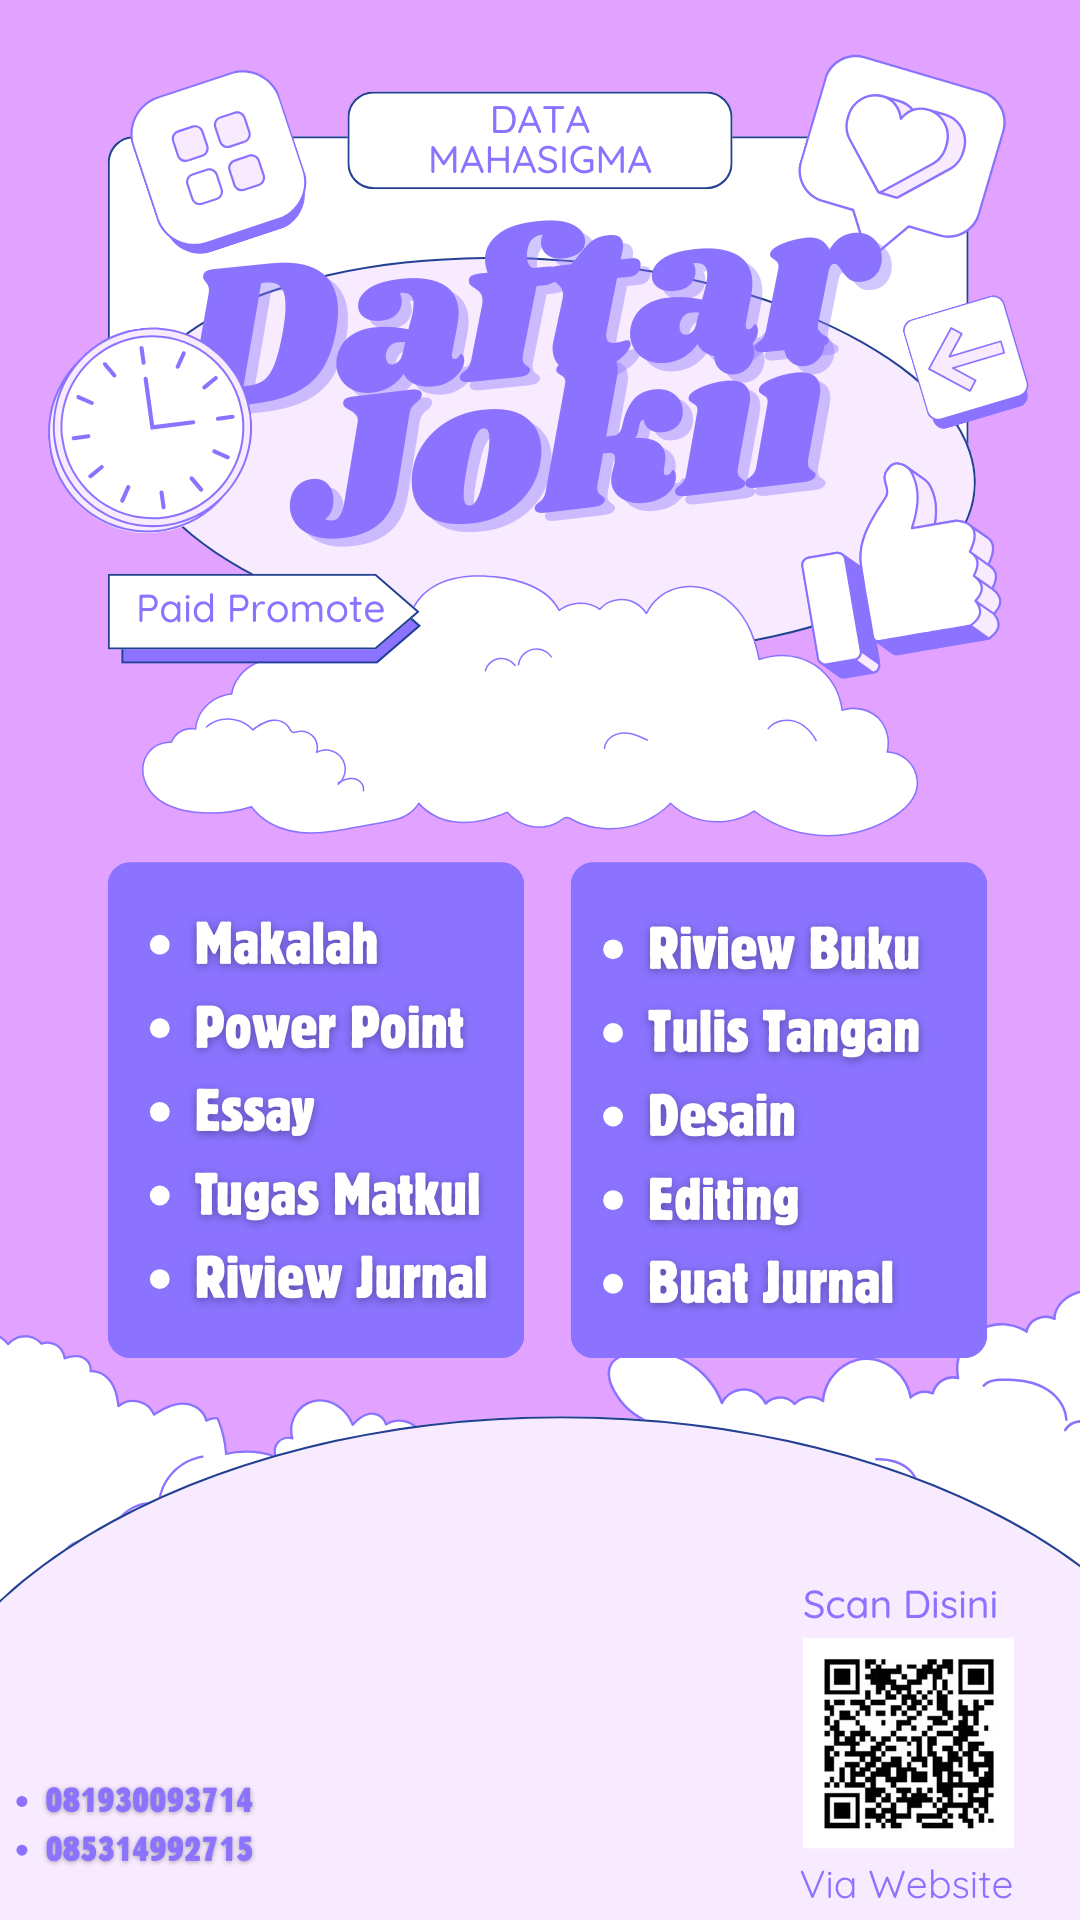 DATA
MAHASIGMA
Daftar
Joki
Paid Promote
Makalah
Power Point
Essay
Tugas Matkul
Riview Jurnal
Riview Buku
Tulis Tangan
Desain
Editing
Buat Jurnal
Scan Disini
081930093714
085314992715
Via Website